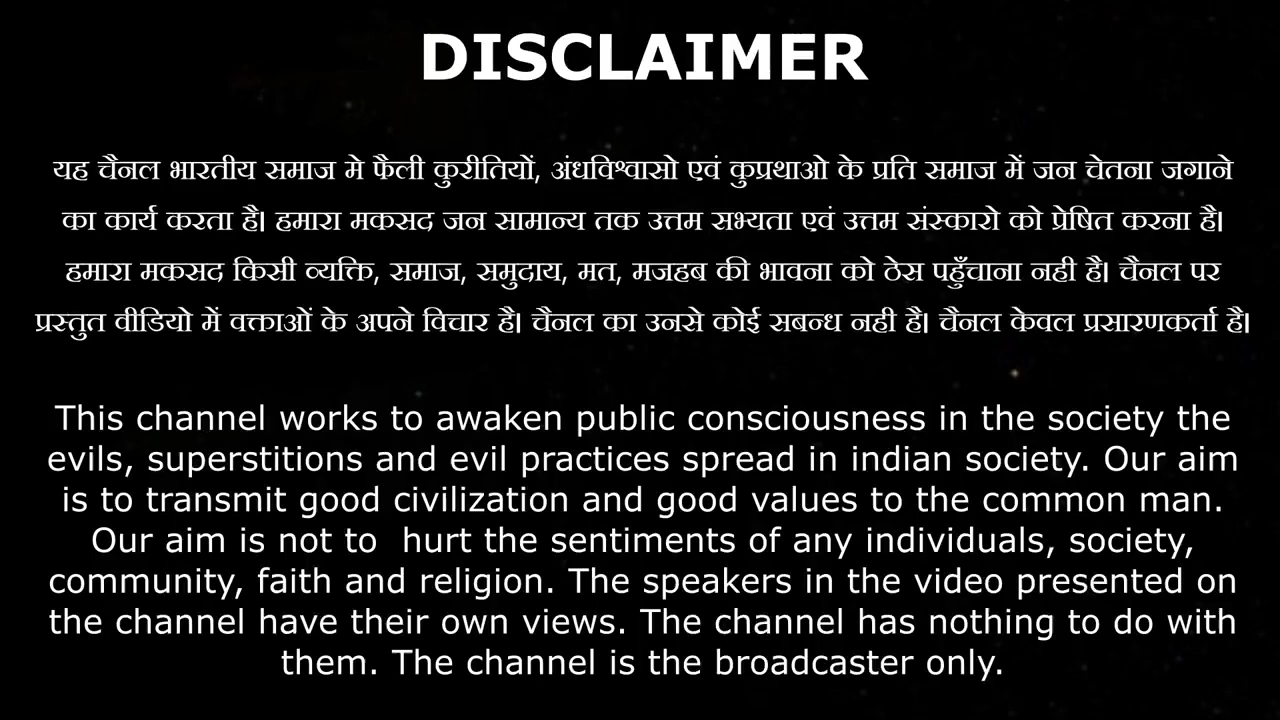 DISCLAIMER
यह चैनल भारतीय समाज मे फैली कुरीतियों, अंधविश्वासो एवं कुप्रथाओ के प्रति समाज में जन चेतना जगाने
का कार्य करता है। हमारा मकसद जन सामान्य तक उत्तम सभ्यता एवं उत्तम संस्कारो को प्रेषित करना है।
हमारा मकसद किसी व्यक्ति, समाज, समुदाय, मत, मजहब की भावना को ठेस पहुँचाना नही है। चैनल पर
प्रस्तुत वीडियो में वक्ताओं के अपने विचार है। चैनल का उनसे कोई सबन्ध नही है। चैनल केवल प्रसारणकर्ता है।
This channel works to awaken public consciousness in the society the
evils, superstitions and evil practices spread in indian society. Our aim
is to transmit good civilization and good values to the common man.
Our aim is not to  hurt the sentiments of any individuals, society,
community, faith and religion. The speakers in the video presented on
the channel have their own views. The channel has nothing to do with
them. The channel is the broadcaster only.